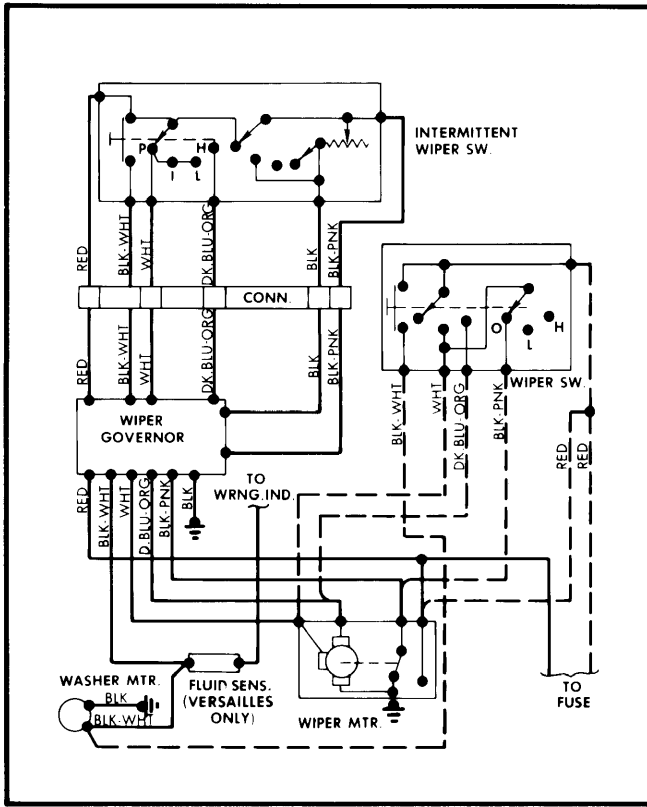 INTERMITTENT
WIPER SW.
P
H
I
L
RED
BLK-WHT
WHT
DK.BLU-ORG
BLK
BLK-PNK
CONN.
RED
BLK-WHT
WHT
DK.BLU-ORG
BLK
BLK-PNK
O
L
H
WIPER SW.
BLK-WHT
WHT
DK.BLU-ORG
BLK-PNK
RED
RED
WIPER
GOVERNOR
RED
BLK-WHT
WHT
D.BLU-ORG
BLK-PNK
BLK
TO
WRNG.IND.
WASHER MTR.
BLK
BLK-WHT
FLUID SENS.
(VERSAILLES
ONLY)
WIPER MTR.
TO
FUSE